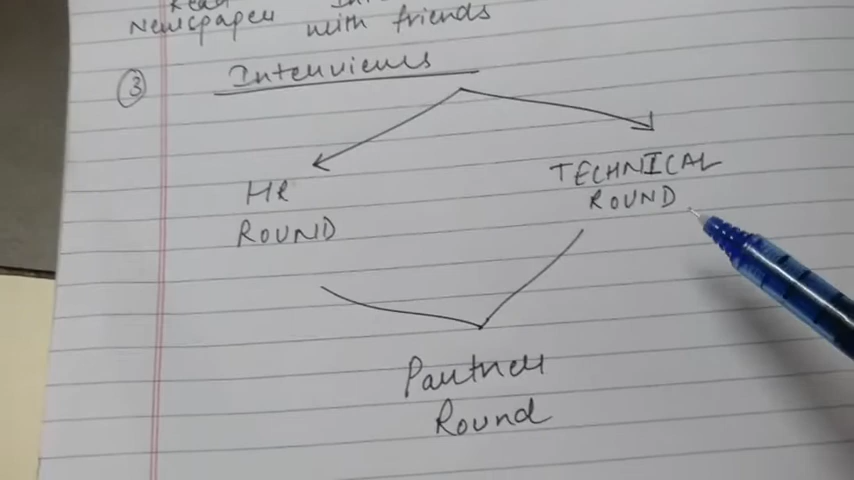 Newspaper
with friends
③ Interviews
HR
ROUND
TECHNICAL
ROUND
Partner
Round